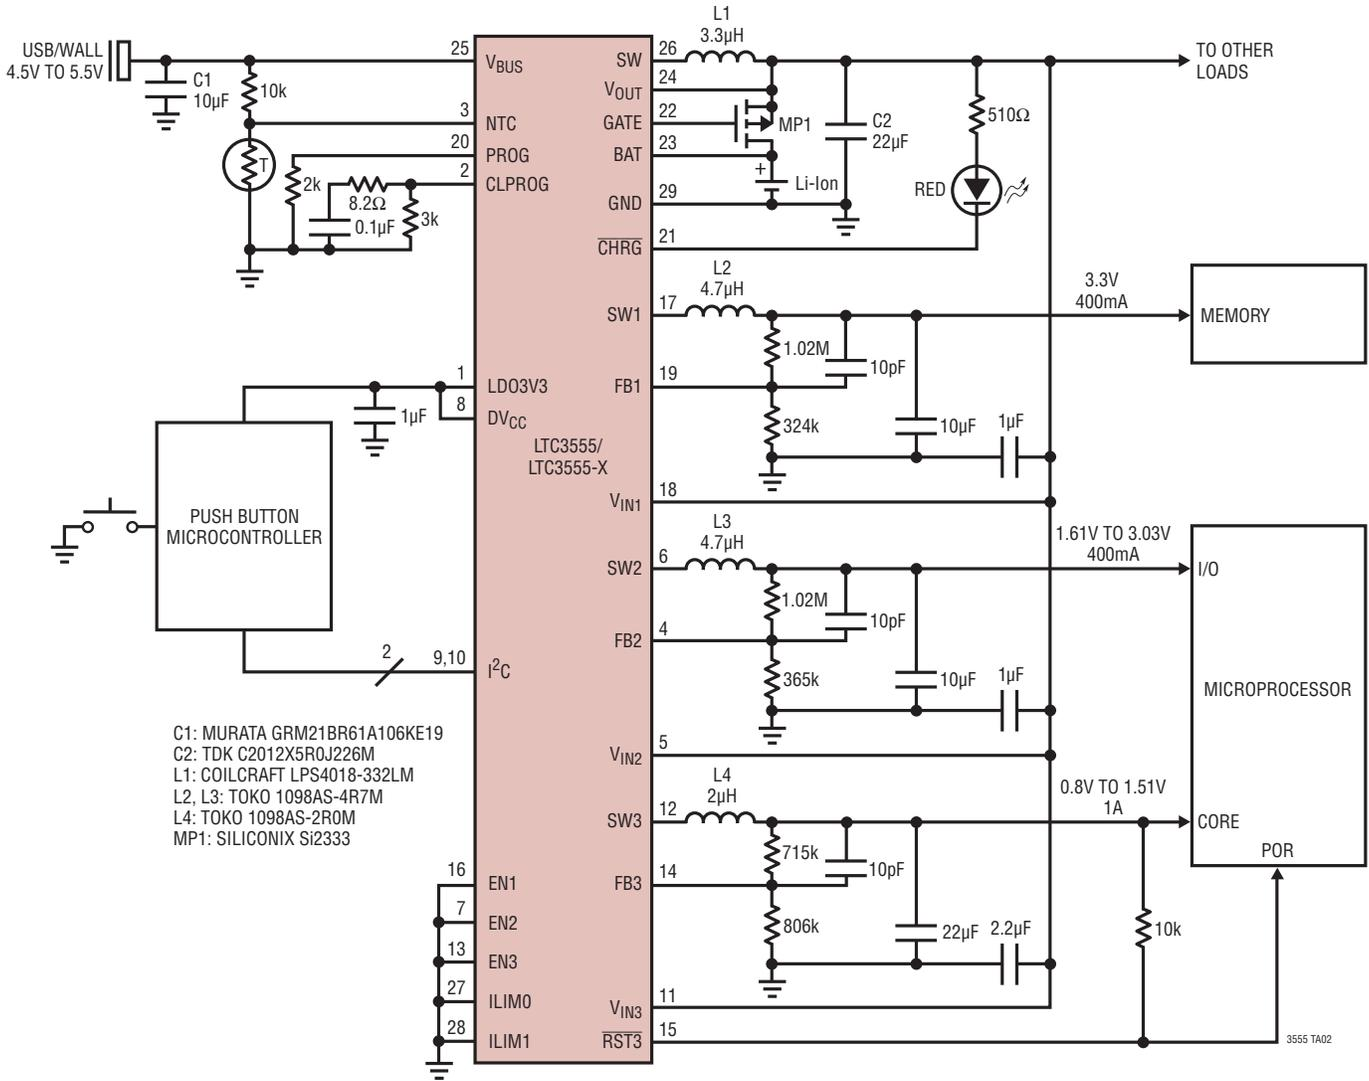 USB/WALL
4.5V TO 5.5V
C1
10µF
10k
T
2k
8.2Ω
0.1µF
3k
25
VBUS
3
NTC
20
PROG
2
CLPROG
1
LDO3V3
8
DVCC
1µF
PUSH BUTTON
MICROCONTROLLER
2
9,10
I2C
C1: MURATA GRM21BR61A106KE19
C2: TDK C2012X5R0J226M
L1: COILCRAFT LPS4018-332LM
L2, L3: TOKO 1098AS-4R7M
L4: TOKO 1098AS-2R0M
MP1: SILICONIX Si2333
16
EN1
7
EN2
13
EN3
27
ILIM0
28
ILIM1
LTC3555/
LTC3555-X
SW
26
L1
3.3µH
VOUT
24
GATE
22
MP1
BAT
23
+
Li-Ion
GND
29
CHRG
21
C2
22µF
510Ω
RED
TO OTHER
LOADS
SW1
17
L2
4.7µH
3.3V
400mA
MEMORY
1.02M
10pF
FB1
19
324k
10µF
1µF
VIN1
18
SW2
6
L3
4.7µH
1.61V TO 3.03V
400mA
I/O
1.02M
10pF
FB2
4
365k
10µF
1µF
MICROPROCESSOR
VIN2
5
SW3
12
L4
2µH
0.8V TO 1.51V
1A
CORE
POR
715k
10pF
FB3
14
806k
22µF
2.2µF
10k
VIN3
11
RST3
15
3555 TA02